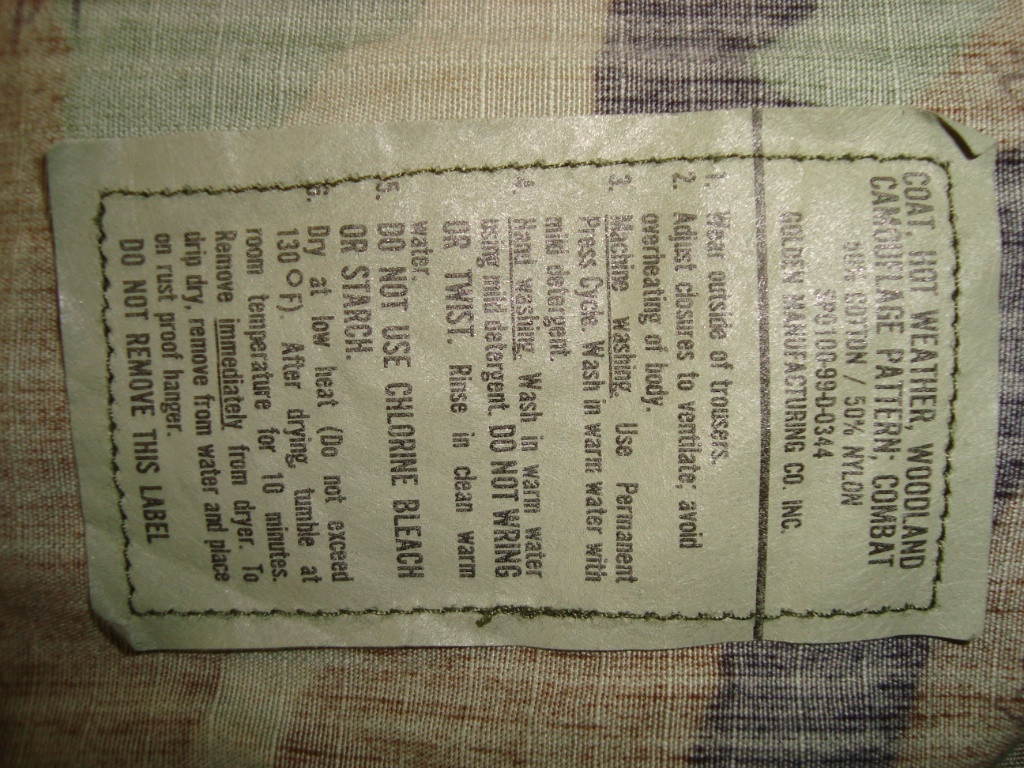 COAT, HOT WEATHER, WOODLAND
CAMOUFLAGE PATTERN, COMBAT
50% COTTON / 50% NYLON
SPO100-99-D-0344
GOLDEN MANUFACTURING CO. INC.
1. Wear outside of trousers.
2. Adjust closures to ventilate; avoid
overheating of body.
3. Machine washing. Use Permanent
Press Cycle. Wash in warm water with
mild detergent.
4. Hand washing. Wash in warm water
using mild detergent. DO NOT WRING
OR TWIST. Rinse in clean warm
water.
5. DO NOT USE CHLORINE BLEACH
OR STARCH.
6. Dry at low heat (Do not exceed
130 O F) After drying, tumble at
room temperature for 10 minutes.
Remove immediately from dryer. To
drip dry, remove from water and place
on rust proof hanger.
DO NOT REMOVE THIS LABEL